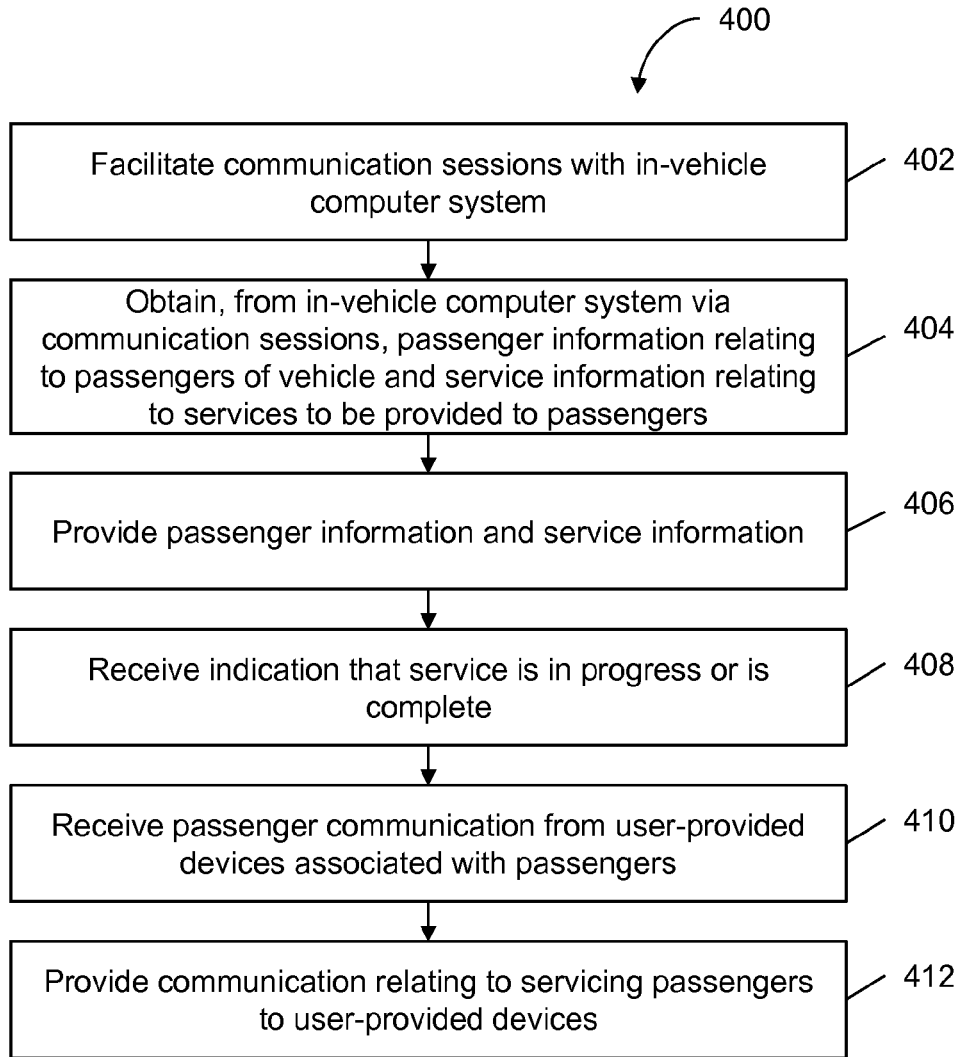 400
Facilitate communication sessions with in-vehicle
computer system
402
Obtain, from in-vehicle computer system via
communication sessions, passenger information relating
to passengers of vehicle and service information relating
to services to be provided to passengers
404
Provide passenger information and service information
406
Receive indication that service is in progress or is
complete
408
Receive passenger communication from user-provided
devices associated with passengers
410
Provide communication relating to servicing passengers
to user-provided devices
412